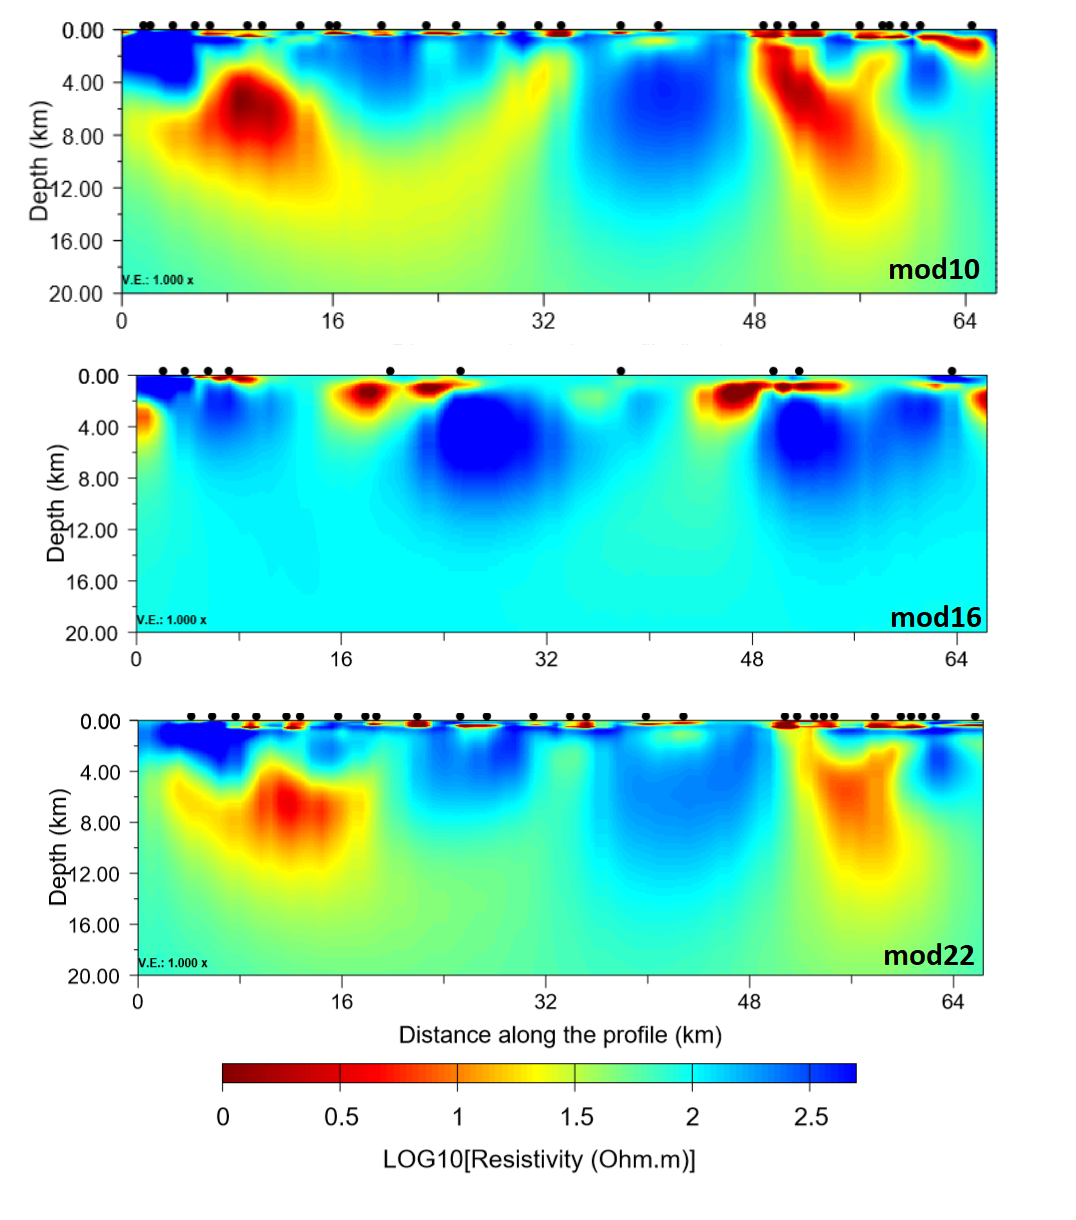 0.00
4.00
8.00
12.00
16.00
20.00
Depth (km)
V.E.: 1.000 x
mod10
0 16 32 48 64
0.00
4.00
8.00
12.00
16.00
20.00
Depth (km)
V.E.: 1.000 x
mod16
0 16 32 48 64
0.00
4.00
8.00
12.00
16.00
20.00
Depth (km)
V.E.: 1.000 x
mod22
0 16 32 48 64
Distance along the profile (km)
0 0.5 1 1.5 2 2.5
LOG10[Resistivity (Ohm.m)]